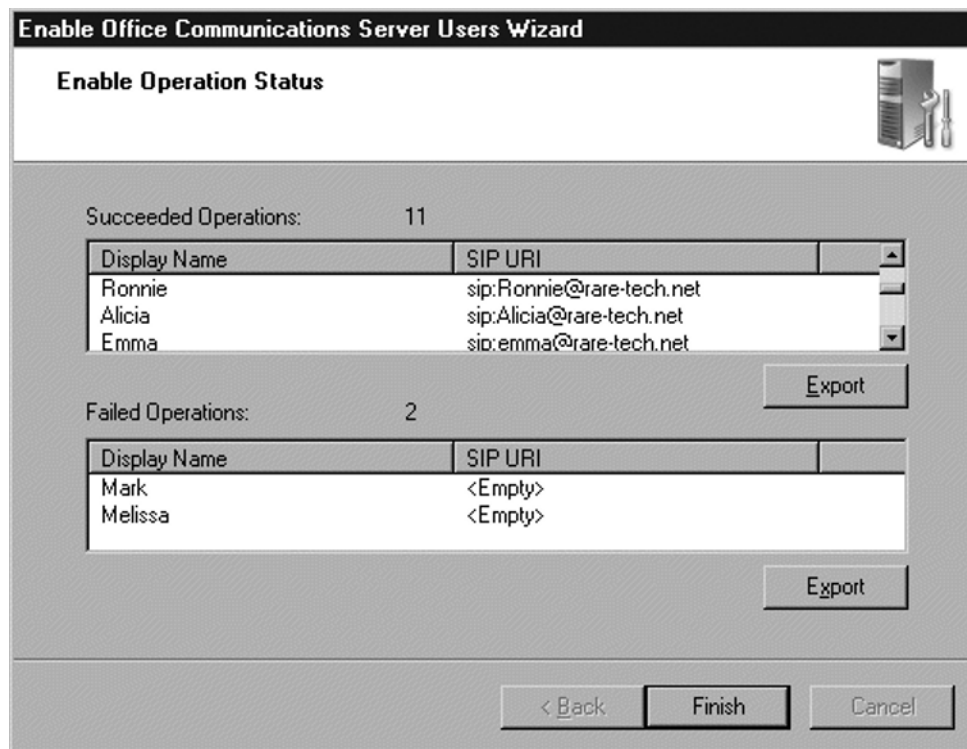 Enable Office Communications Server Users Wizard
Enable Operation Status
Succeeded Operations: 11
Display Name SIP URI
Ronnie sip:Ronnie@rare-tech.net
Alicia sip:Alicia@rare-tech.net
Emma sip:emma@rare-tech.net
Export
Failed Operations: 2
Display Name SIP URI
Mark <Empty>
Melissa <Empty>
Export
< Back Finish Cancel